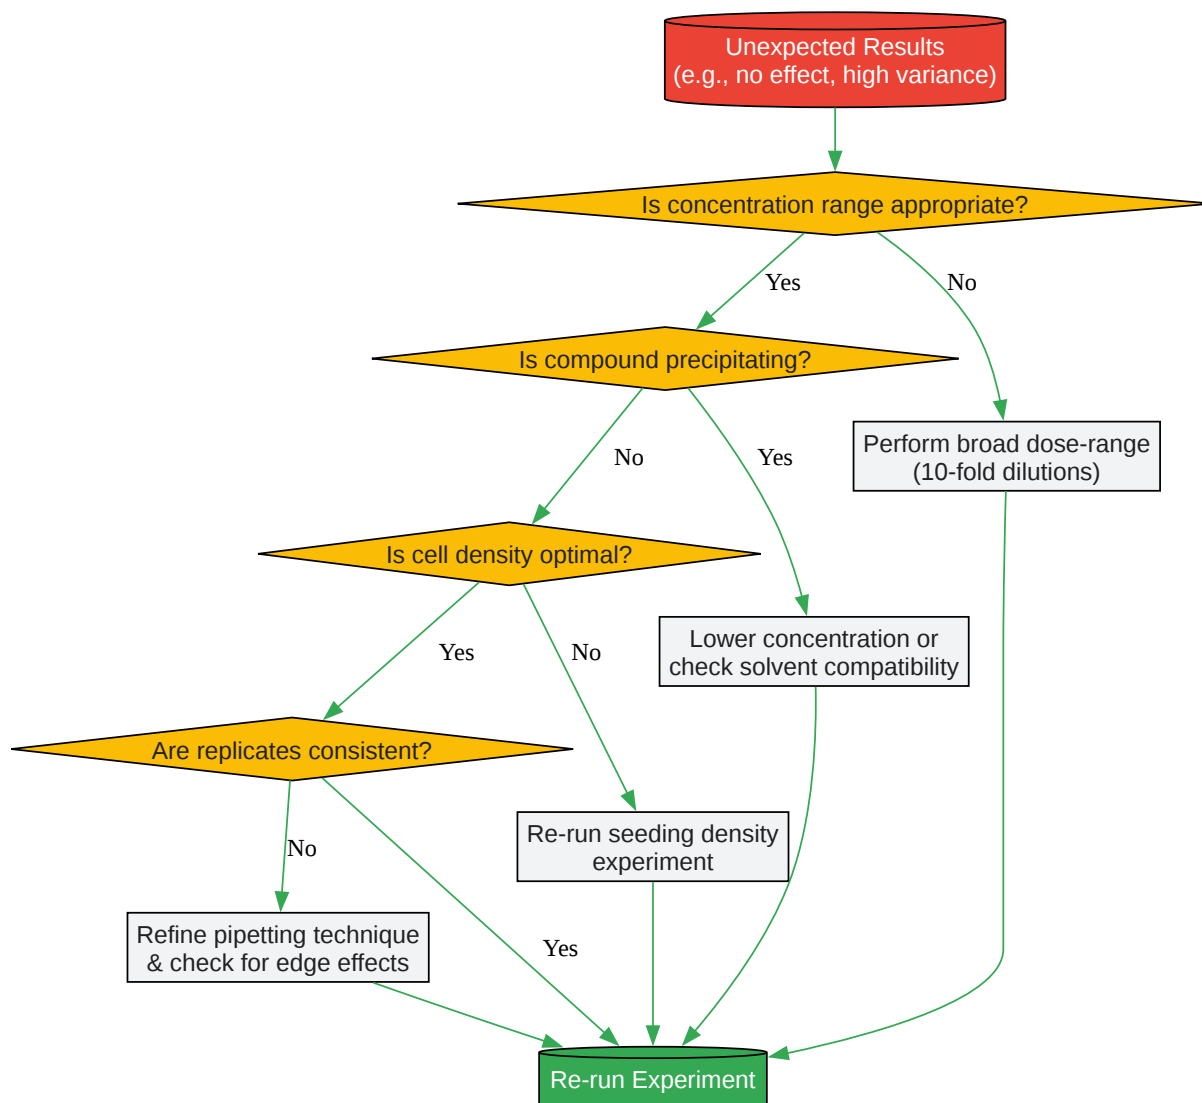 Unexpected Results
(e.g., no effect, high variance)
Is concentration range appropriate?
Yes
No
Is compound precipitating?
Perform broad dose-range
(10-fold dilutions)
No
Yes
Is cell density optimal?
Lower concentration or
check solvent compatibility
Yes
No
Are replicates consistent?
Re-run seeding density
experiment
No
Refine pipetting technique
& check for edge effects
Yes
Re-run Experiment